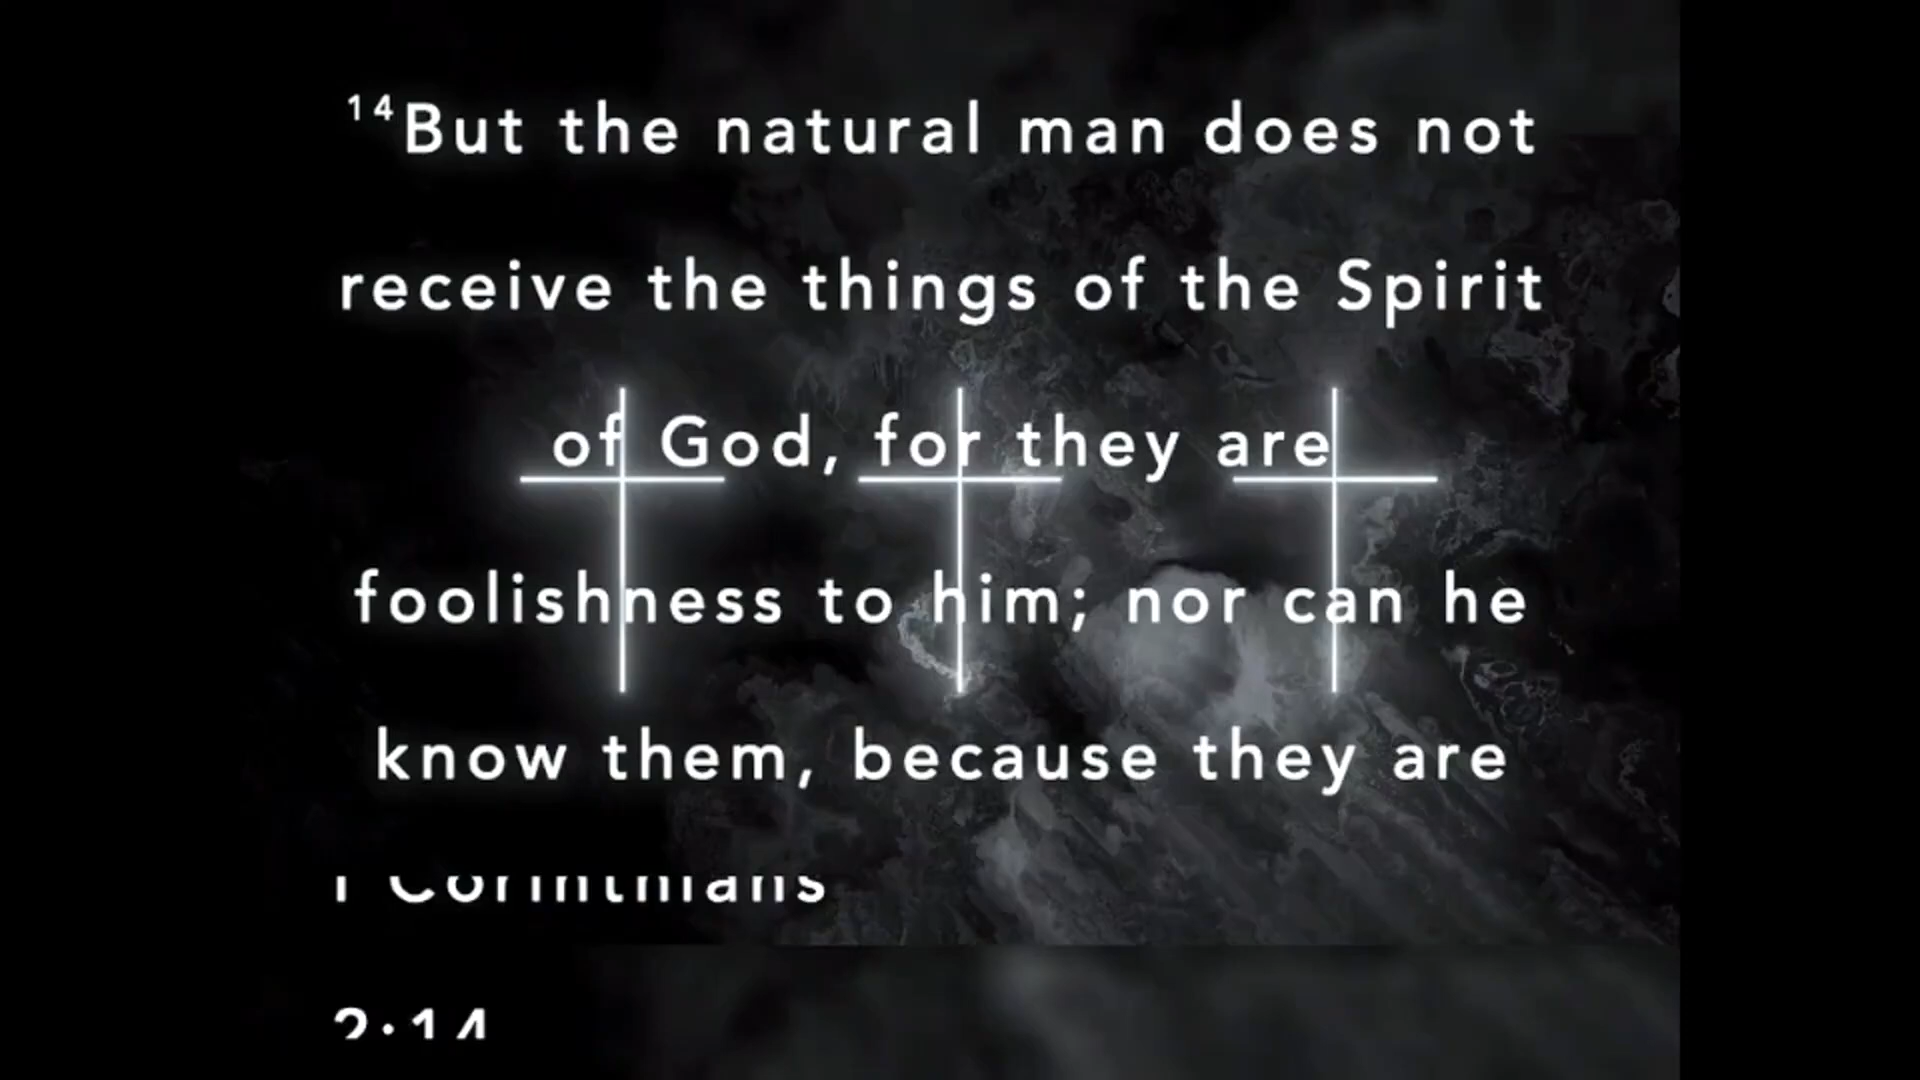 ¹⁴But the natural man does not
receive the things of the Spirit
of God, for they are
foolishness to him; nor can he
know them, because they are
1 Corinthians
2:14